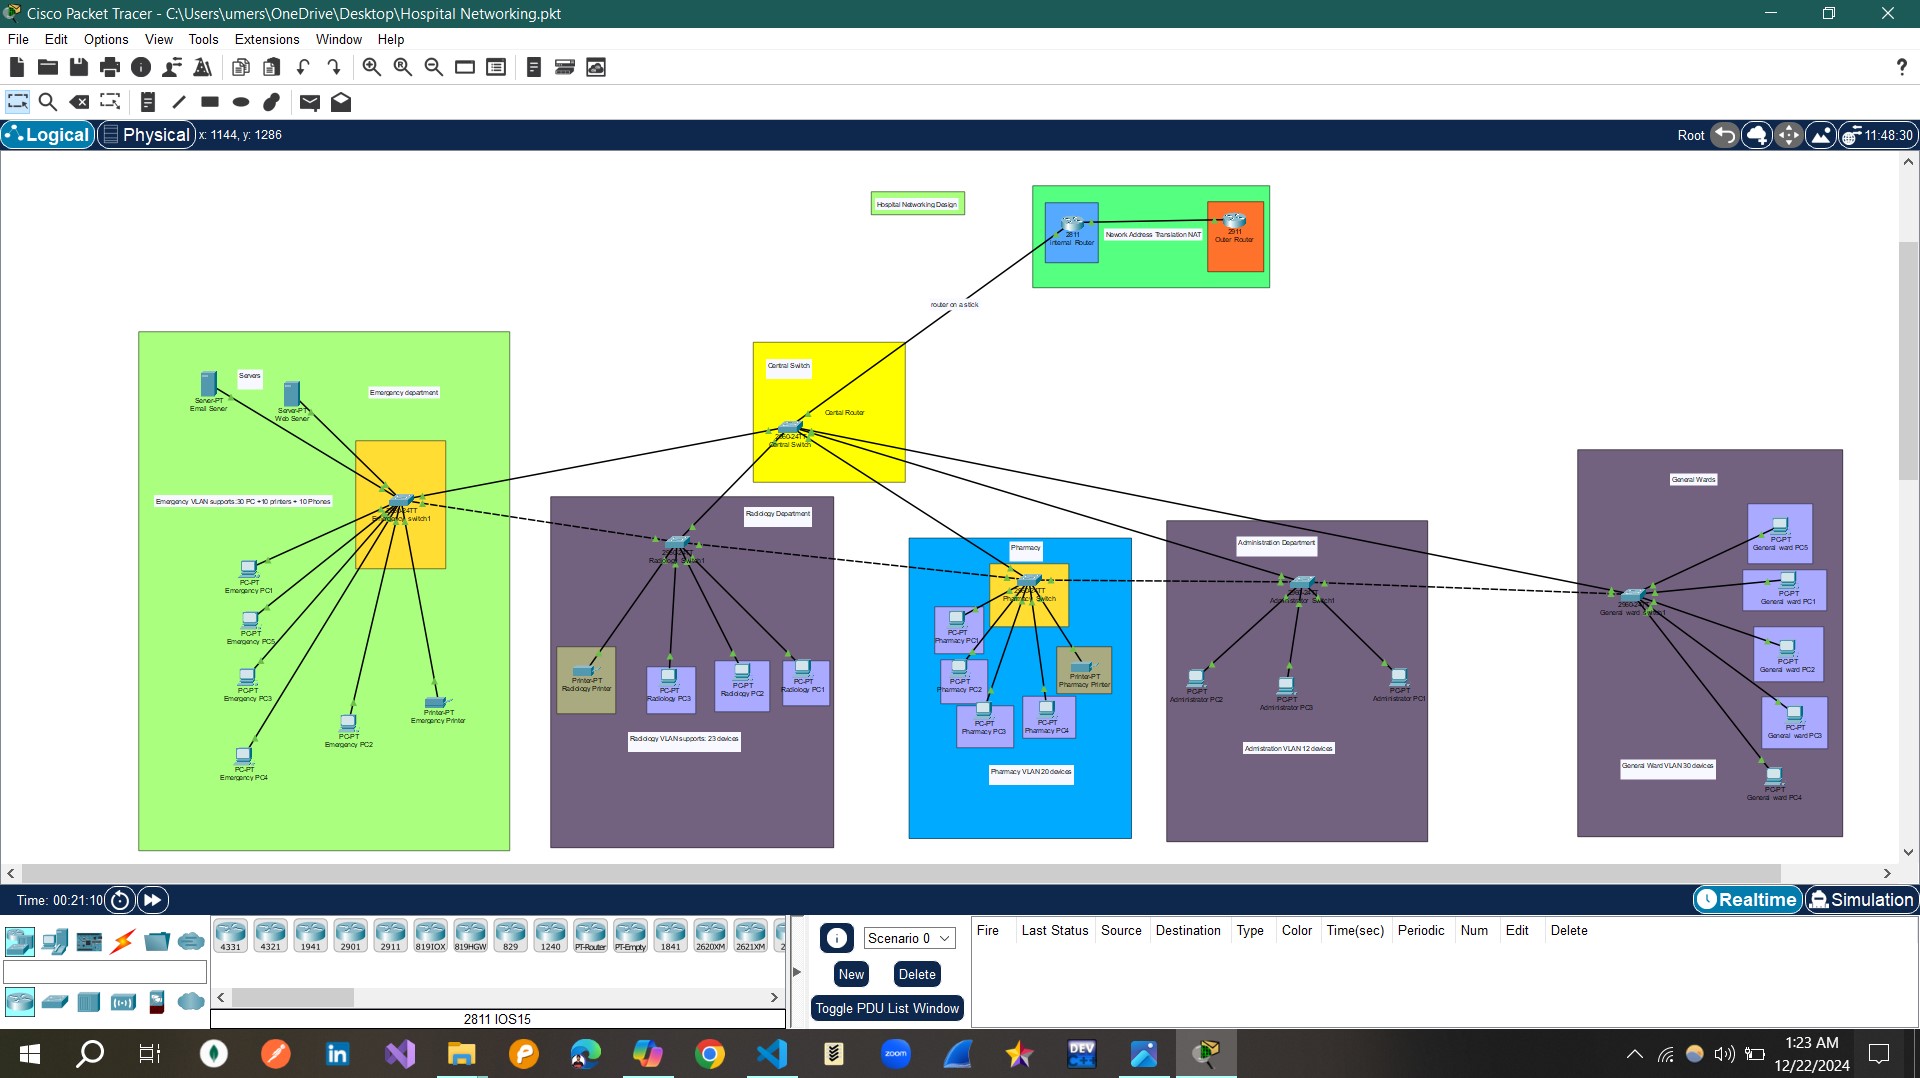 Cisco Packet Tracer - C:\Users\umers\OneDrive\Desktop\Hospital Networking.pkt
File Edit Options View Tools Extensions Window Help
?
Logical Physical x: 1144, y: 1286
Root 11:48:30
Hospital Networking Design
2811
Internal Router
Nework Address Translation NAT
2911
Outer Router
router on a stick
Central Switch
Cental Router
2960-24TT
Central Switch
Servers
Server-PT
Email Server
Server-PT
Web Server
Emergency department
Emergency VLAN supports:30 PC +10 printers + 10 Phones
2960-24TT
Emergency switch1
PC-PT
Emergency PC1
PC-PT
Emergency PC5
PC-PT
Emergency PC3
PC-PT
Emergency PC4
PC-PT
Emergency PC2
Printer-PT
Emergency Printer
Radiology Department
2960-24TT
Radiology Switch1
Printer-PT
Radiology Printer
PC-PT
Radiology PC3
PC-PT
Radiology PC2
PC-PT
Radiology PC1
Radiology VLAN supports: 23 devices
Pharmacy
2960-24TT
Pharmacy Switch
PC-PT
Pharmacy PC1
PC-PT
Pharmacy PC2
PC-PT
Pharmacy PC3
PC-PT
Pharmacy PC4
Printer-PT
Pharmacy Printer
Pharmacy VLAN 20 devices
Administration Department
2960-24TT
Administrator Switch1
PC-PT
Administrator PC2
PC-PT
Administrator PC3
PC-PT
Administrator PC1
Admistration VLAN 12 devices
General Wards
2960-24TT
General ward switch1
PC-PT
General ward PC5
PC-PT
General ward PC1
PC-PT
General ward PC2
PC-PT
General ward PC3
PC-PT
General ward PC4
General Ward VLAN 30 devices
Time: 00:21:10
Realtime Simulation
4331 4321 1941 2901 2911 819IOX 819HGW 829 1240 PT-Router PT-Empty 1841 2620XM 2621XM
2811 IOS15
Scenario 0
New Delete
Toggle PDU List Window
Fire Last Status Source Destination Type Color Time(sec) Periodic Num Edit Delete
in zoom DEV C++
1:23 AM
12/22/2024